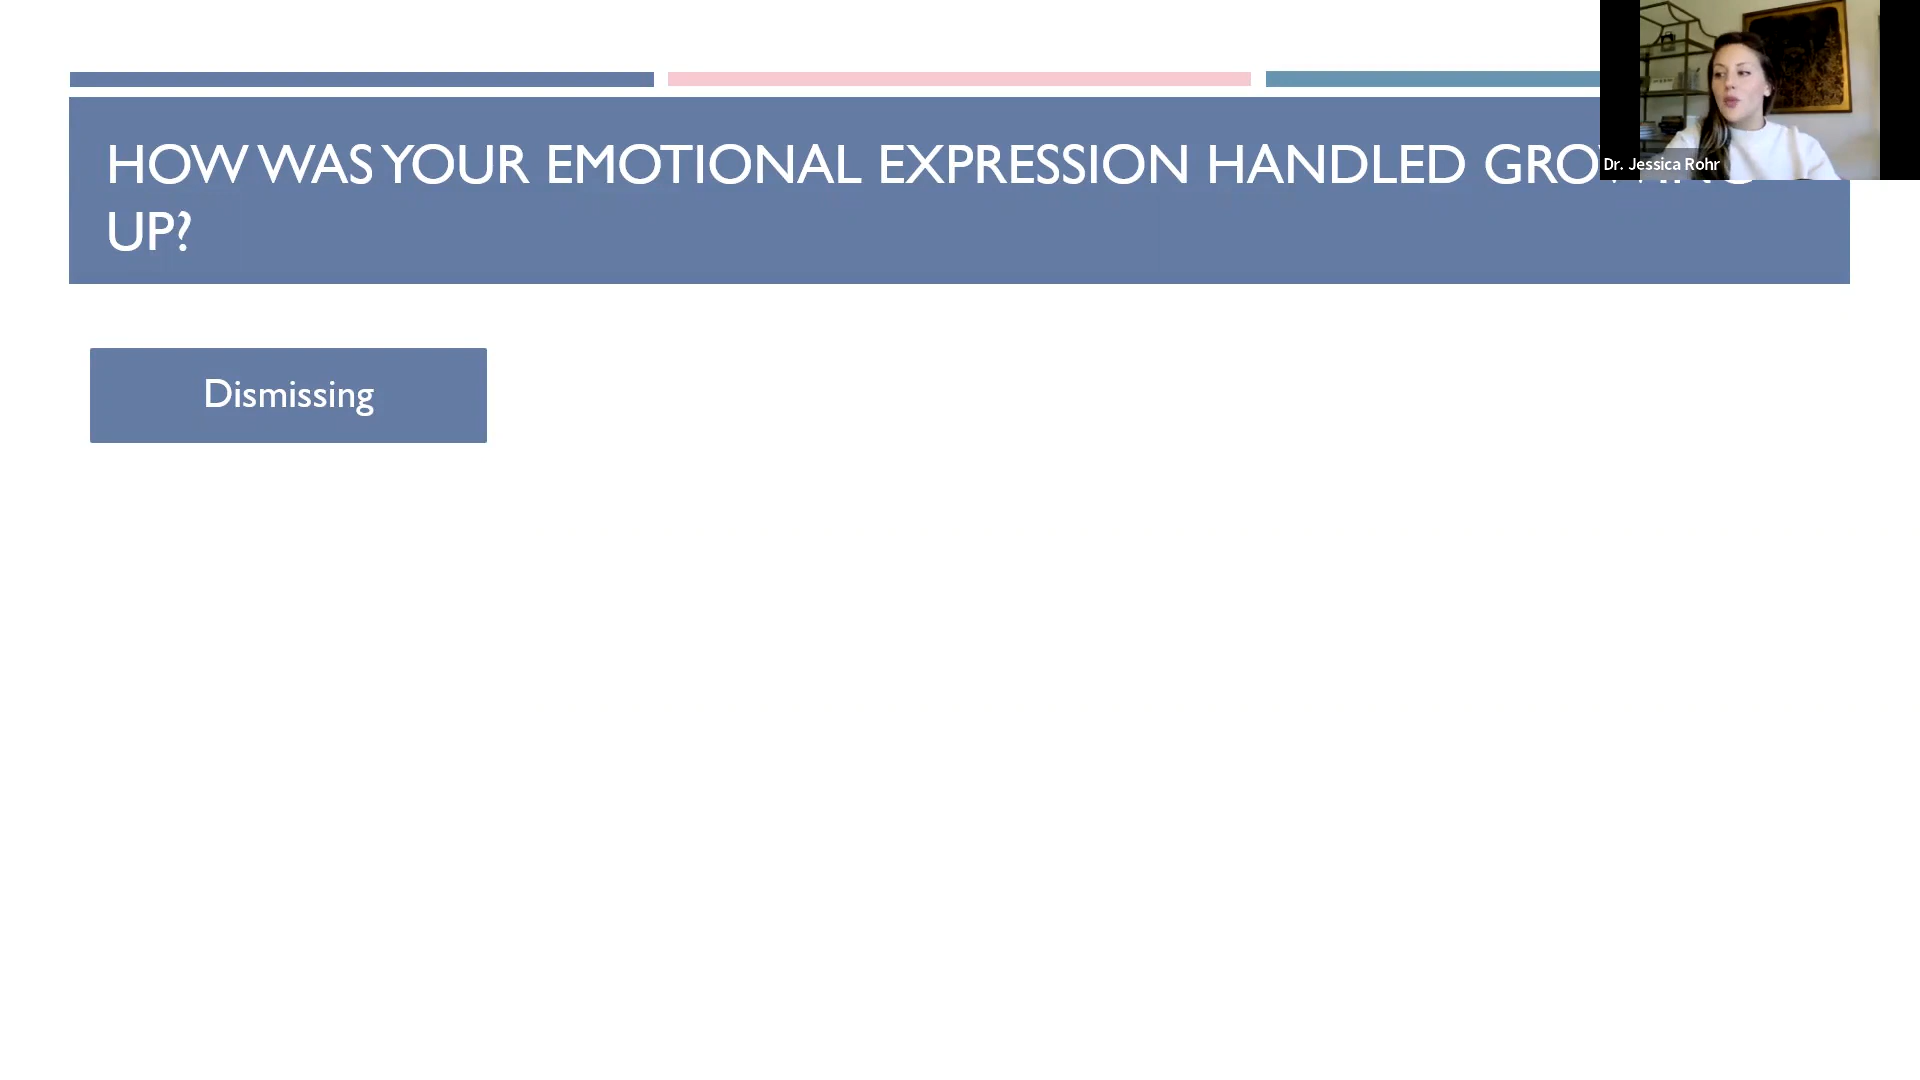 HOW WAS YOUR EMOTIONAL EXPRESSION HANDLED
UP?
Dr. Jessica Rohr
Dismissing